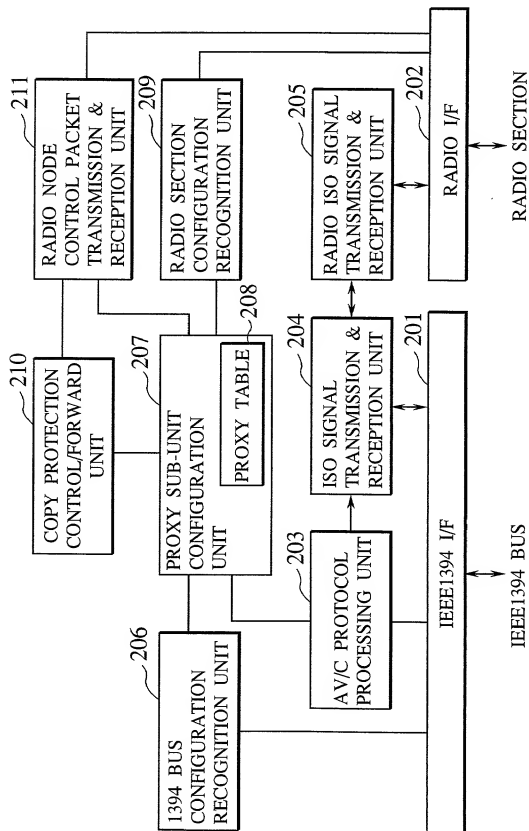 211
RADIO NODE
CONTROL PACKET
TRANSMISSION &
RECEPTION UNIT
209
RADIO SECTION
CONFIGURATION
RECOGNITION UNIT
205
RADIO ISO SIGNAL
TRANSMISSION &
RECEPTION UNIT
202
RADIO I/F
RADIO SECTION
210
COPY PROTECTION
CONTROL/FORWARD
UNIT
207
PROXY SUB-UNIT
CONFIGURATION
UNIT
208
PROXY TABLE
204
ISO SIGNAL
TRANSMISSION &
RECEPTION UNIT
201
IEEE1394 I/F
IEEE1394 BUS
203
AV/C PROTOCOL
PROCESSING UNIT
206
1394 BUS
CONFIGURATION
RECOGNITION UNIT